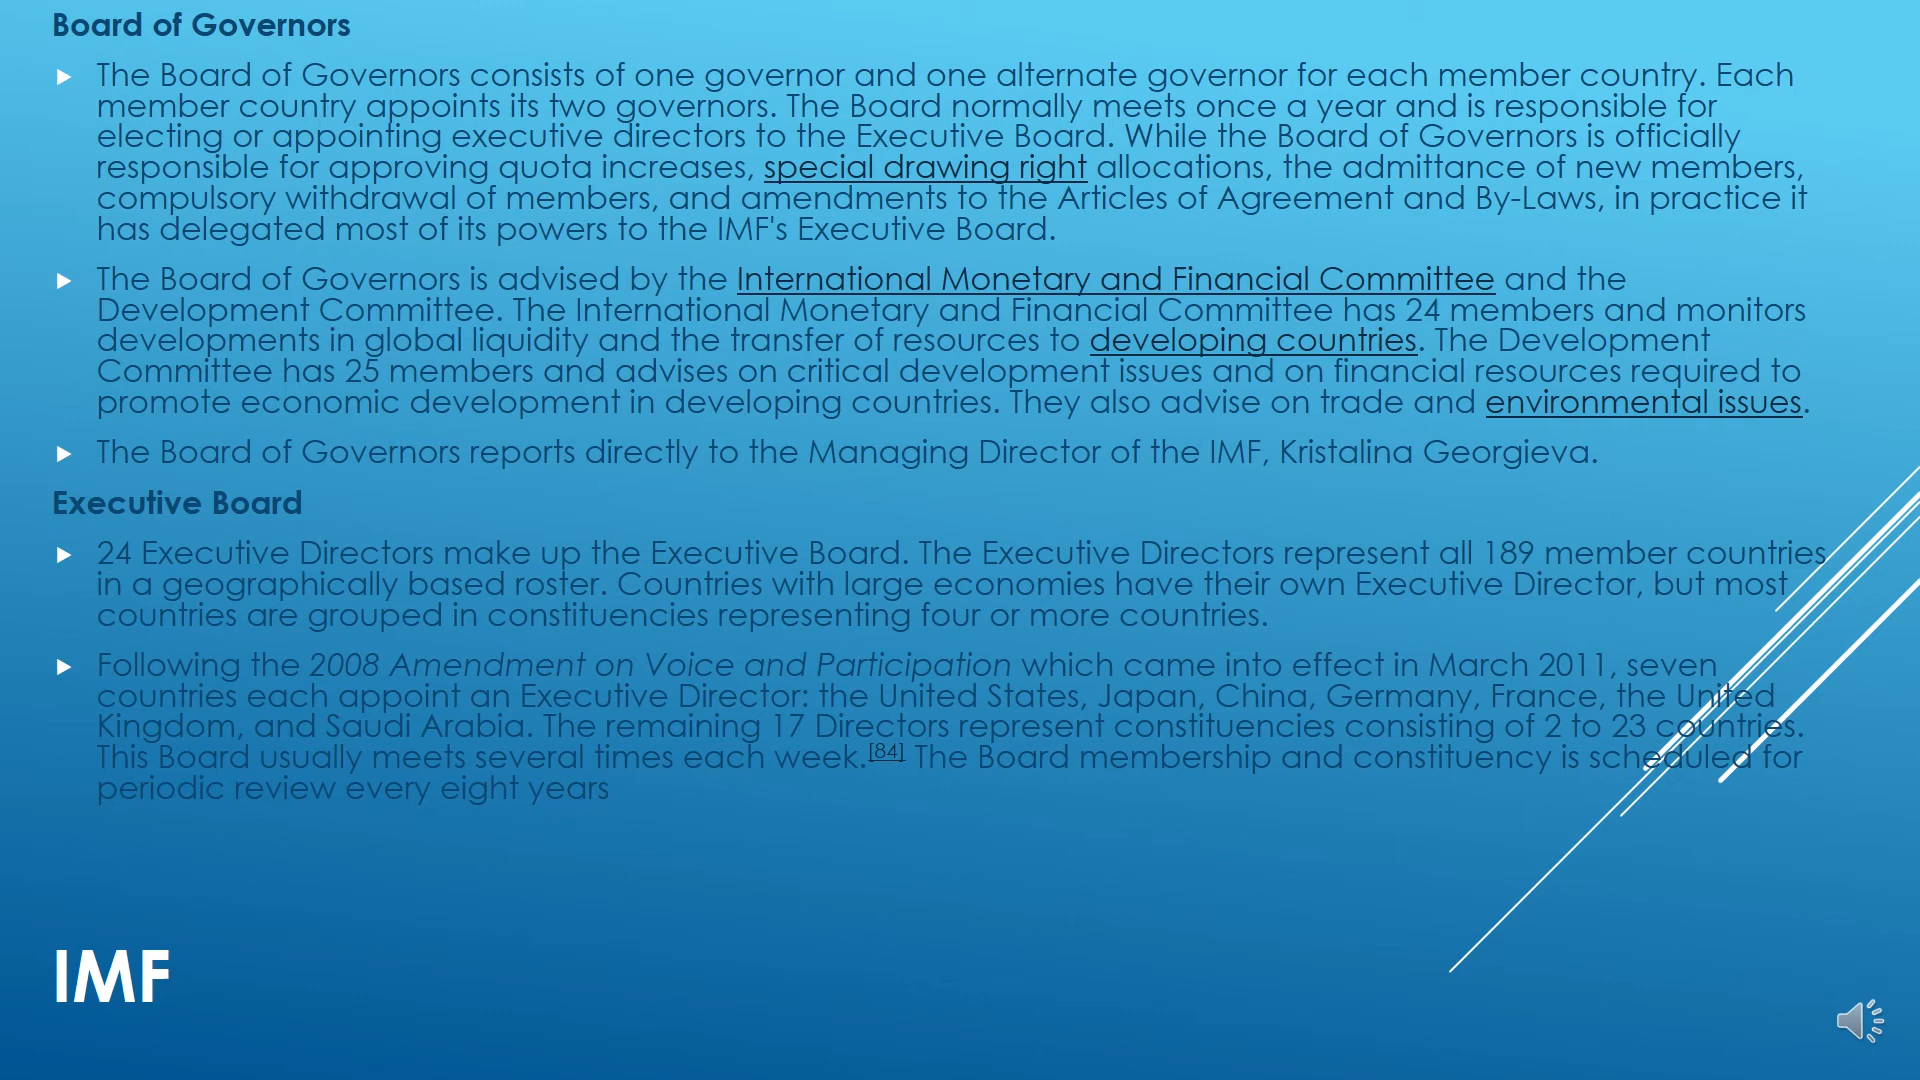 Board of Governors
The Board of Governors consists of one governor and one alternate governor for each member country. Each
member country appoints its two governors. The Board normally meets once a year and is responsible for
electing or appointing executive directors to the Executive Board. While the Board of Governors is officially
responsible for approving quota increases, special drawing right allocations, the admittance of new members,
compulsory withdrawal of members, and amendments to the Articles of Agreement and By-Laws, in practice it
has delegated most of its powers to the IMF's Executive Board.
The Board of Governors is advised by the International Monetary and Financial Committee and the
Development Committee. The International Monetary and Financial Committee has 24 members and monitors
developments in global liquidity and the transfer of resources to developing countries. The Development
Committee has 25 members and advises on critical development issues and on financial resources required to
promote economic development in developing countries. They also advise on trade and environmental issues.
The Board of Governors reports directly to the Managing Director of the IMF, Kristalina Georgieva.
Executive Board
24 Executive Directors make up the Executive Board. The Executive Directors represent all 189 member countries
in a geographically based roster. Countries with large economies have their own Executive Director, but most
countries are grouped in constituencies representing four or more countries.
Following the 2008 Amendment on Voice and Participation which came into effect in March 2011, seven
countries each appoint an Executive Director: the United States, Japan, China, Germany, France, the United
Kingdom, and Saudi Arabia. The remaining 17 Directors represent constituencies consisting of 2 to 23 countries.
This Board usually meets several times each week.[84] The Board membership and constituency is scheduled for
periodic review every eight years
IMF